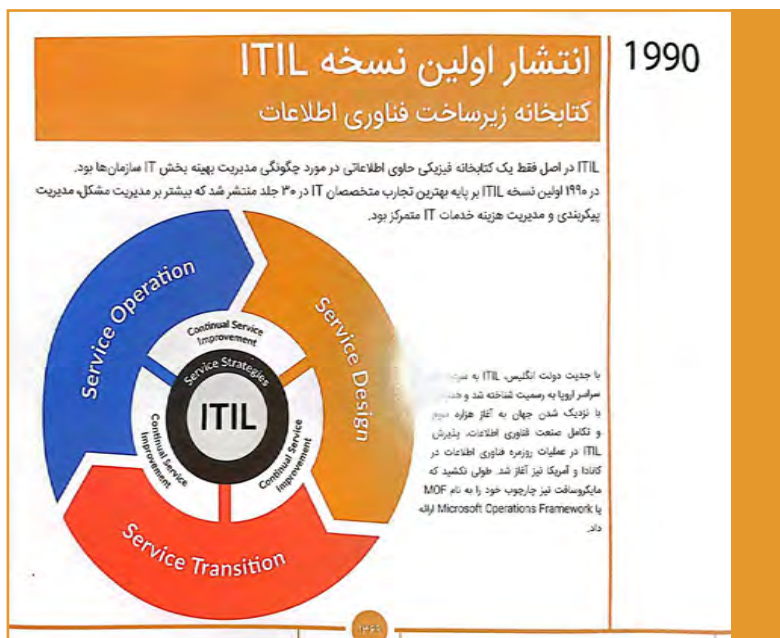 1990
انتشار اولین نسخه ITIL
کتابخانه زیرساخت فناوری اطلاعات
ITIL در اصل فقط یک کتابخانه فیزیکی حاوی اطلاعاتی در مورد چگونگی مدیریت بهینه بخش IT سازمان‌ها بود.
در ۱۹۹۰ اولین نسخه ITIL بر پایه بهترین تجارب متخصصان IT در ۳۰ جلد منتشر شد که بیشتر بر مدیریت مشکل، مدیریت
پیکربندی و مدیریت هزینه خدمات IT متمرکز بود.
Service Operation
Service Design
Service Transition
Continual Service
Improvement
Continual Service
Improvement
Continual Service
Improvement
Service Strategies
ITIL
با جدیت دولت انگلیس، ITIL به
سراسر اروپا به رسمیت شناخته شد و
با نزدیک شدن جهان به آغاز هزاره
و تکامل صنعت فناوری اطلاعات، پذیرش
ITIL در عملیات روزمره فناوری اطلاعات در
کانادا و آمریکا نیز آغاز شد. طولی نکشید که
مایکروسافت نیز چارچوب خود را به نام MOF
یا Microsoft Operations Framework ارائه
داد.